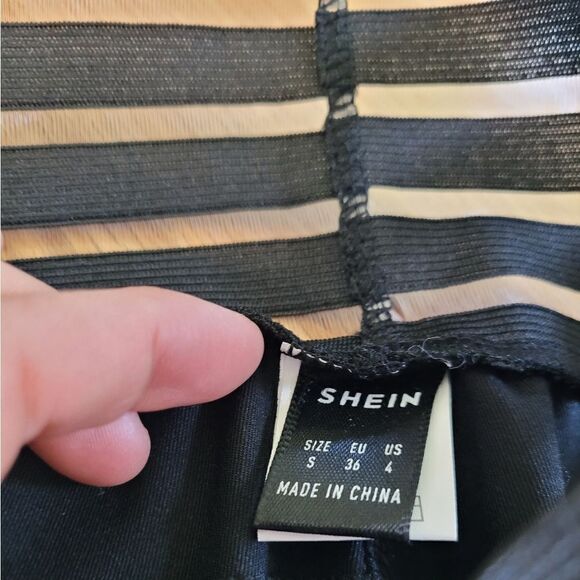 SHEIN
SIZE EU US
S 36 4
MADE IN CHINA